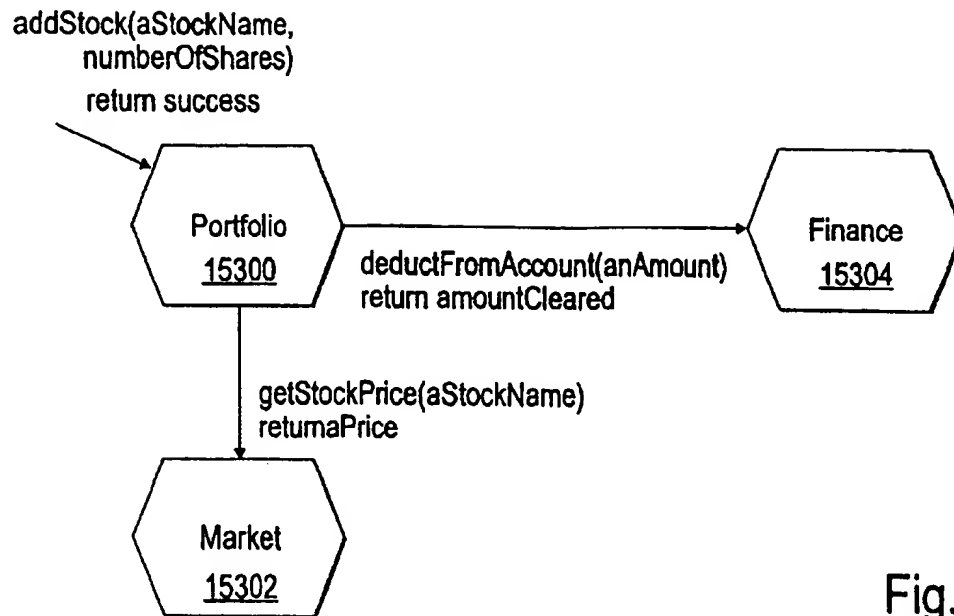 addStock(aStockName,
numberOfShares)
return success
Portfolio
15300
Finance
15304
deductFromAccount(anAmount)
return amountCleared
getStockPrice(aStockName)
returnaPrice
Market
15302
Fig.